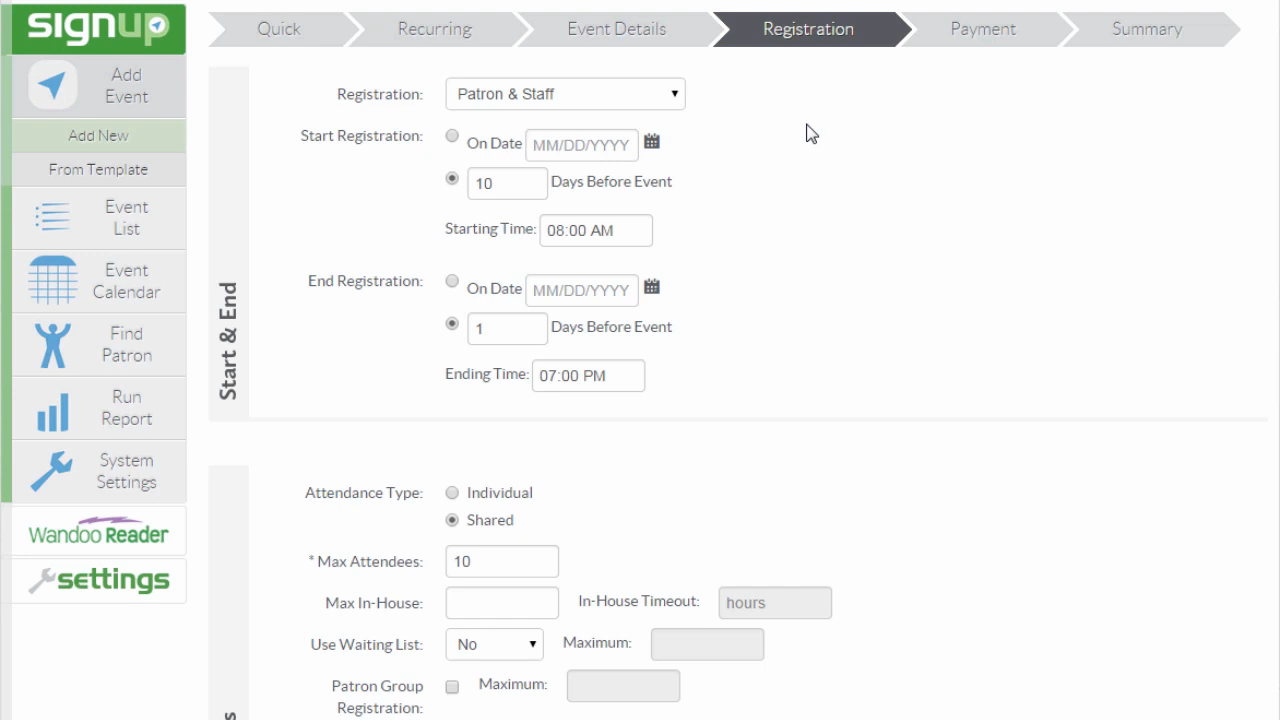 signup
Quick
Recurring
Event Details
Registration
Payment
Summary
Add
Event
Add New
From Template
Event
List
Event
Calendar
Find
Patron
Run
Report
System
Settings
Wandoo Reader
settings
Start & End
Registration: Patron & Staff
Start Registration: On Date MM/DD/YYYY
10 Days Before Event
Starting Time: 08:00 AM
End Registration: On Date MM/DD/YYYY
1 Days Before Event
Ending Time: 07:00 PM
Attendance Type: Individual
Shared
* Max Attendees: 10
Max In-House: In-House Timeout: hours
Use Waiting List: No Maximum:
Patron Group
Registration:
Maximum: